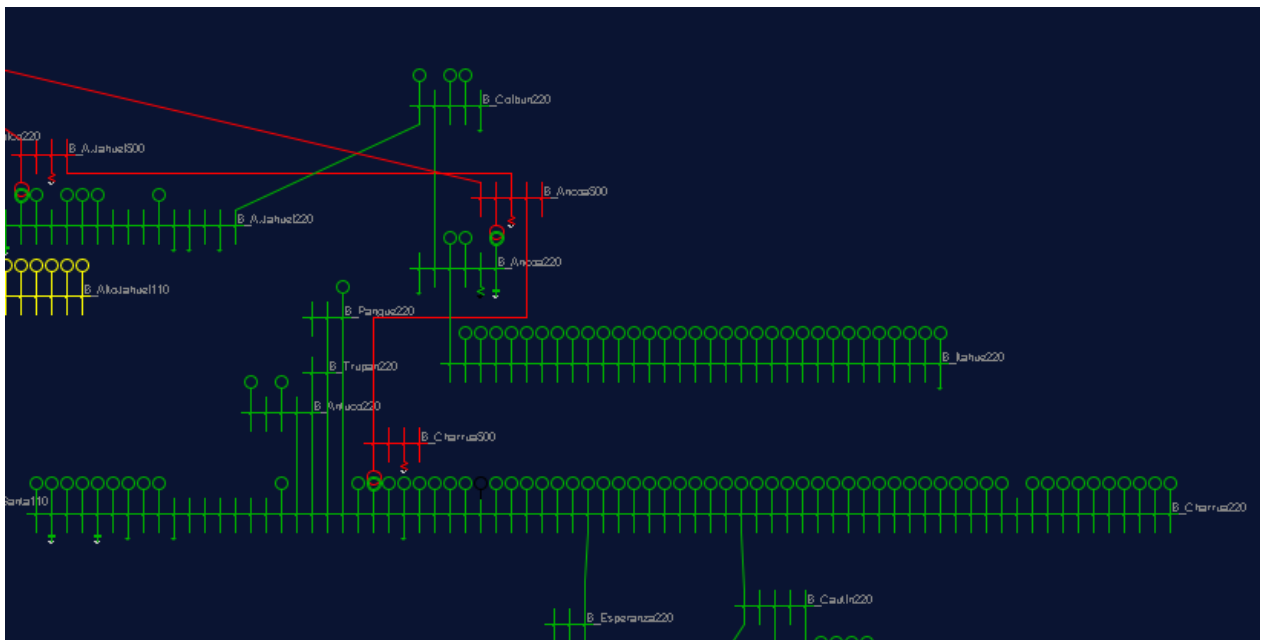 B_Colbun220
B_AJahuel500
B_Ancoa500
B_AJahuel220
B_Ancoa220
B_AltoJahuel110
B_Pangue220
B_Itahue220
B_Trupan220
B_Antuco220
B_Charrua500
B_Charrua220
B_Cautin220
B_Esperanza220